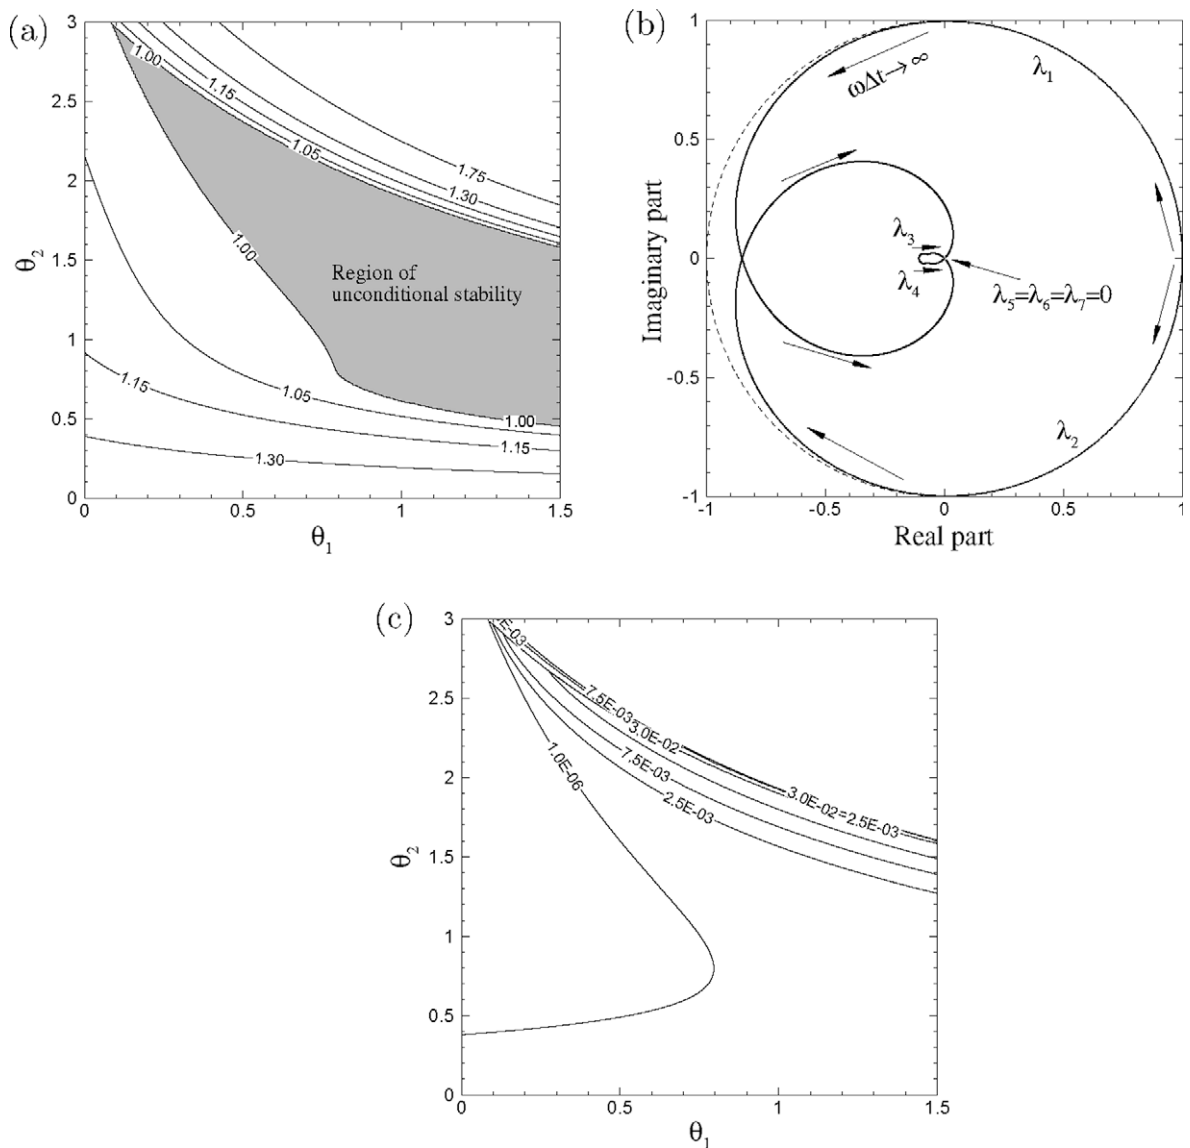 (a)
3
2.5
2
1.5
1
0.5
0
θ2
1.00
1.15
1.05
1.75
1.30
1.00
Region of
unconditional stability
1.05
1.15
1.00
1.15
1.30
0
0.5
1
1.5
θ1
(b)
1
0.5
0
-0.5
-1
Imaginary part
ωΔt→∞
λ1
λ3
λ4
λ5=λ6=λ7=0
λ2
-1
-0.5
0
0.5
1
Real part
(c)
3
2.5
2
1.5
1
0.5
0
θ2
E-03
7.5E-03
3.0E-02
7.5E-03
2.5E-03
1.0E-06
3.0E-02
2.5E-03
0
0.5
1
1.5
θ1